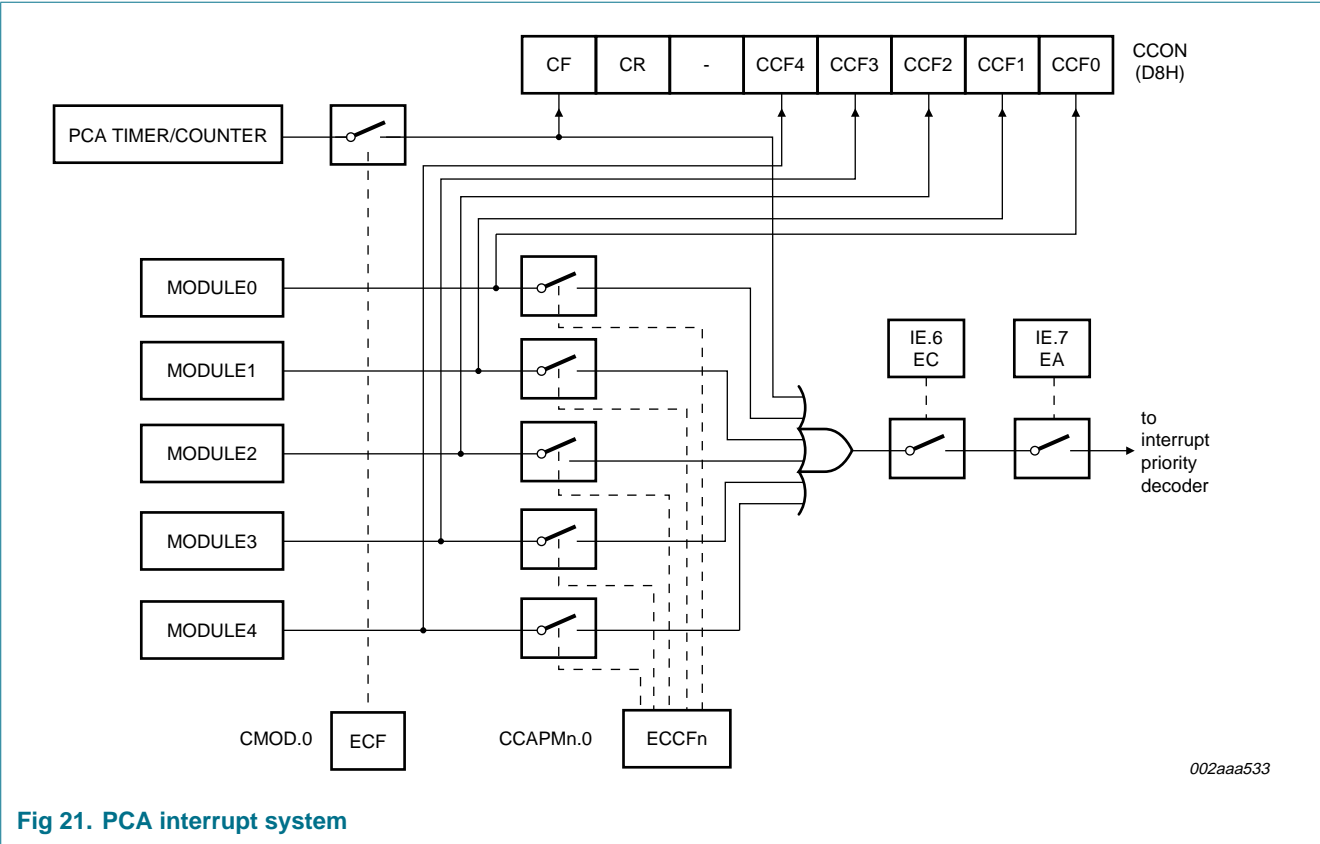 CF CR - CCF4 CCF3 CCF2 CCF1 CCF0
CCON
(D8H)
PCA TIMER/COUNTER
MODULE0
MODULE1
MODULE2
MODULE3
MODULE4
IE.6
EC
IE.7
EA
to
interrupt
priority
decoder
CMOD.0
ECF
CCAPMn.0
ECCFn
002aaa533
Fig 21. PCA interrupt system